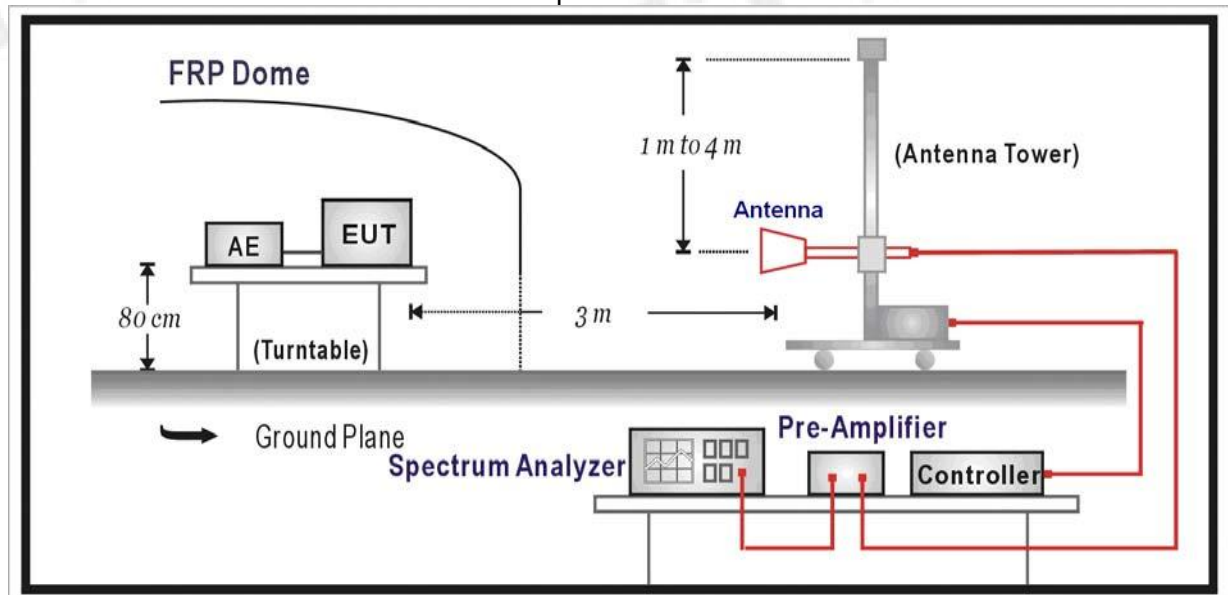 FRP Dome
1 m to 4 m
(Antenna Tower)
Antenna
AE
EUT
80 cm
3 m
(Turntable)
Ground Plane
Pre-Amplifier
Spectrum Analyzer
Controller